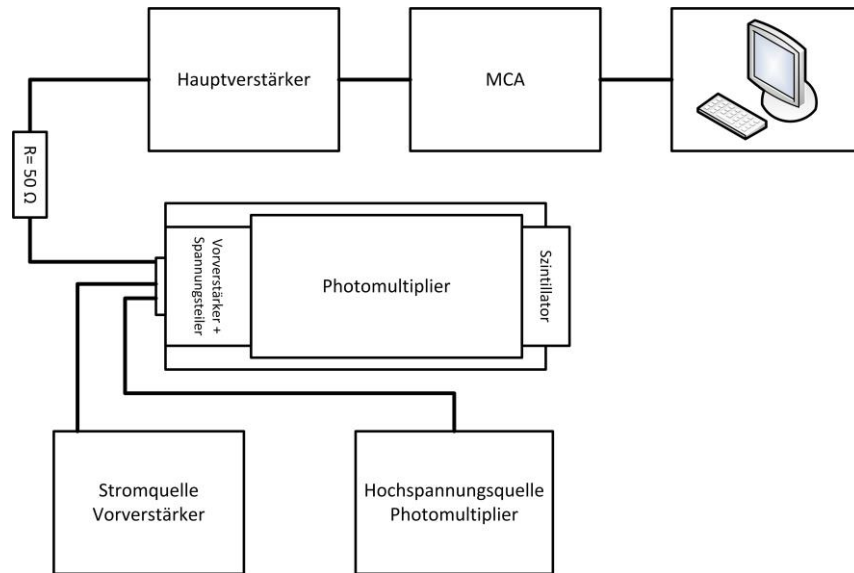 Hauptverstärker
MCA
R= 50 Ω
Vorverstärker +
Spannungsteiler
Photomultiplier
Szintillator
Stromquelle
Vorverstärker
Hochspannungsquelle
Photomultiplier